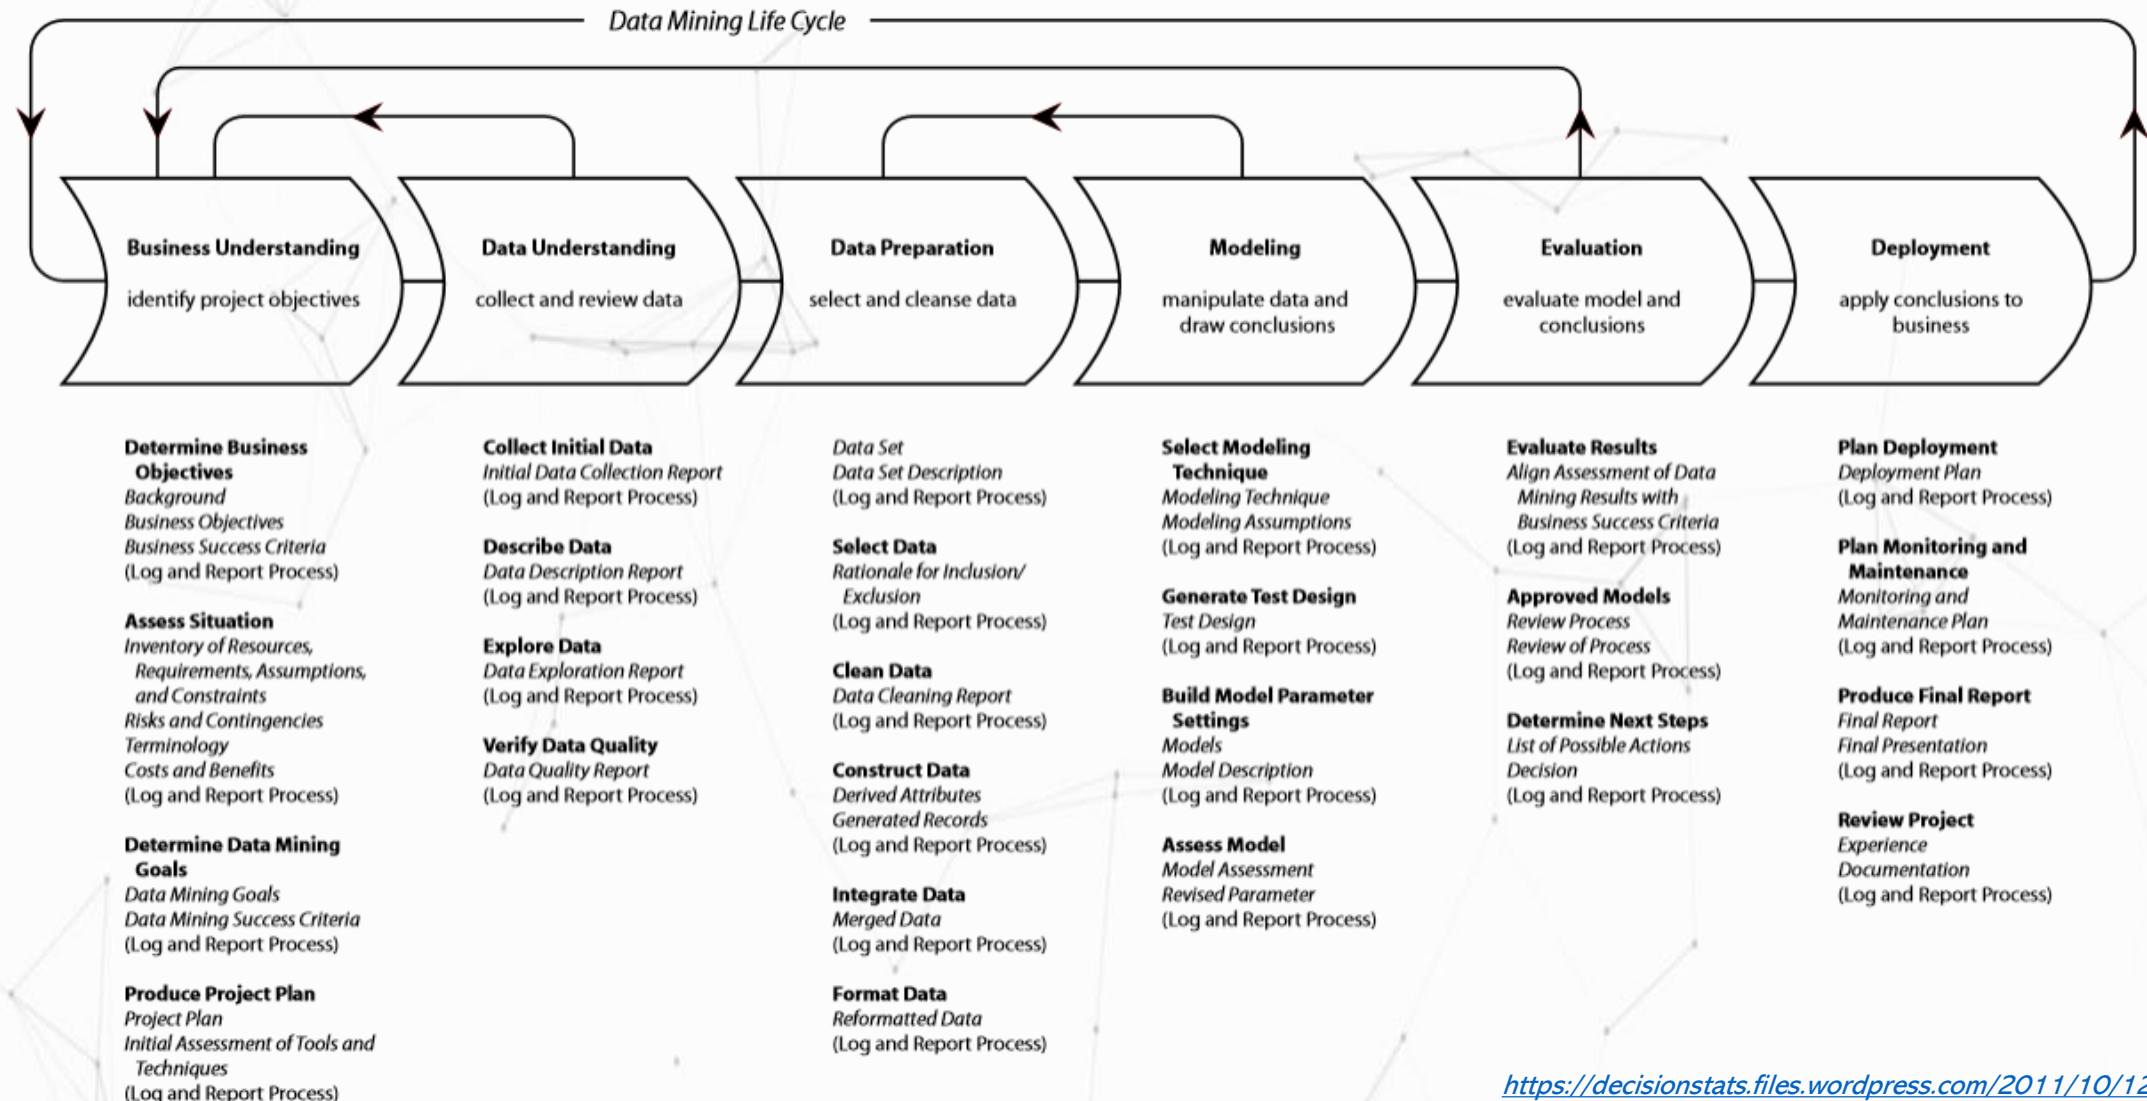 Data Mining Life Cycle
Business Understanding
identify project objectives
Data Understanding
collect and review data
Data Preparation
select and cleanse data
Modeling
manipulate data and
draw conclusions
Evaluation
evaluate model and
conclusions
Deployment
apply conclusions to
business
Determine Business
Objectives
Background
Business Objectives
Business Success Criteria
(Log and Report Process)
Assess Situation
Inventory of Resources,
Requirements, Assumptions,
and Constraints
Risks and Contingencies
Terminology
Costs and Benefits
(Log and Report Process)
Determine Data Mining
Goals
Data Mining Goals
Data Mining Success Criteria
(Log and Report Process)
Produce Project Plan
Project Plan
Initial Assessment of Tools and
Techniques
(Log and Report Process)
Collect Initial Data
Initial Data Collection Report
(Log and Report Process)
Describe Data
Data Description Report
(Log and Report Process)
Explore Data
Data Exploration Report
(Log and Report Process)
Verify Data Quality
Data Quality Report
(Log and Report Process)
Data Set
Data Set Description
(Log and Report Process)
Select Data
Rationale for Inclusion/
Exclusion
(Log and Report Process)
Clean Data
Data Cleaning Report
(Log and Report Process)
Construct Data
Derived Attributes
Generated Records
(Log and Report Process)
Integrate Data
Merged Data
(Log and Report Process)
Format Data
Reformatted Data
(Log and Report Process)
Select Modeling
Technique
Modeling Technique
Modeling Assumptions
(Log and Report Process)
Generate Test Design
Test Design
(Log and Report Process)
Build Model Parameter
Settings
Models
Model Description
(Log and Report Process)
Assess Model
Model Assessment
Revised Parameter
(Log and Report Process)
Evaluate Results
Align Assessment of Data
Mining Results with
Business Success Criteria
(Log and Report Process)
Approved Models
Review Process
Review of Process
(Log and Report Process)
Determine Next Steps
List of Possible Actions
Decision
(Log and Report Process)
Plan Deployment
Deployment Plan
(Log and Report Process)
Plan Monitoring and
Maintenance
Monitoring and
Maintenance Plan
(Log and Report Process)
Produce Final Report
Final Report
Final Presentation
(Log and Report Process)
Review Project
Experience
Documentation
(Log and Report Process)
https://decisionstats.files.wordpress.com/2011/10/12